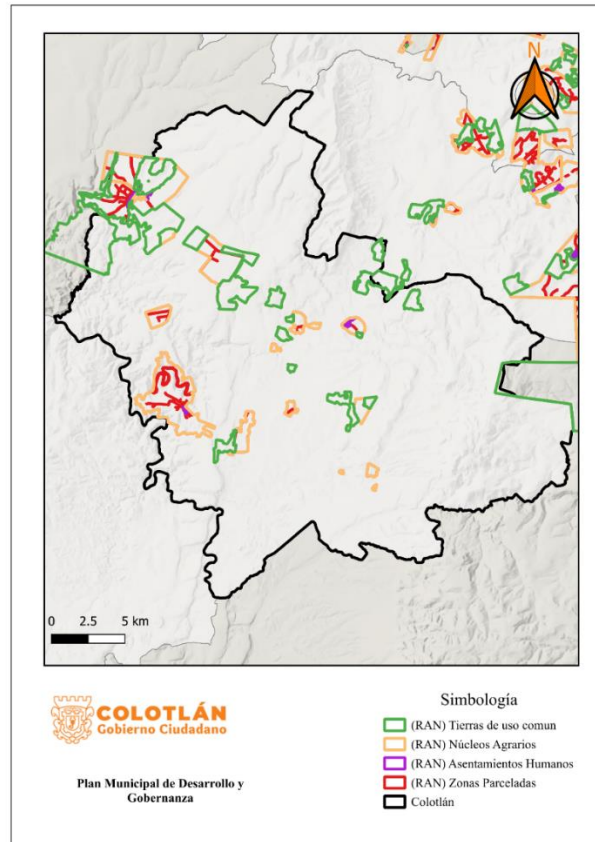 N
0 2.5 5 km
COLOTLÁN
Gobierno Ciudadano
Plan Municipal de Desarrollo y
Gobernanza
Simbología
(RAN) Tierras de uso comun
(RAN) Núcleos Agrarios
(RAN) Asentamientos Humanos
(RAN) Zonas Parceladas
Colotlán